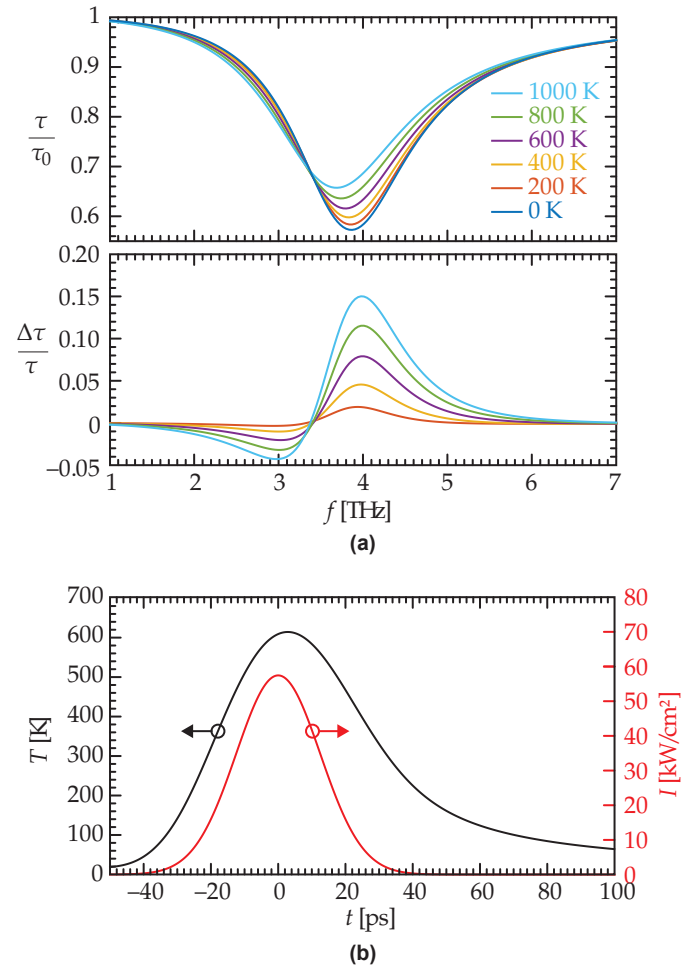 1
0.9
0.8
0.7
0.6
τ
τ0
1000 K
800 K
600 K
400 K
200 K
0 K
0.20
0.15
0.10
0.05
0
−0.05
Δτ
τ
1 2 3 4 5 6 7
f [THz]
(a)
700
600
500
400
300
200
100
0
T [K]
80
70
60
50
40
30
20
10
0
I [kW/cm²]
−40 −20 0 20 40 60 80 100
t [ps]
(b)